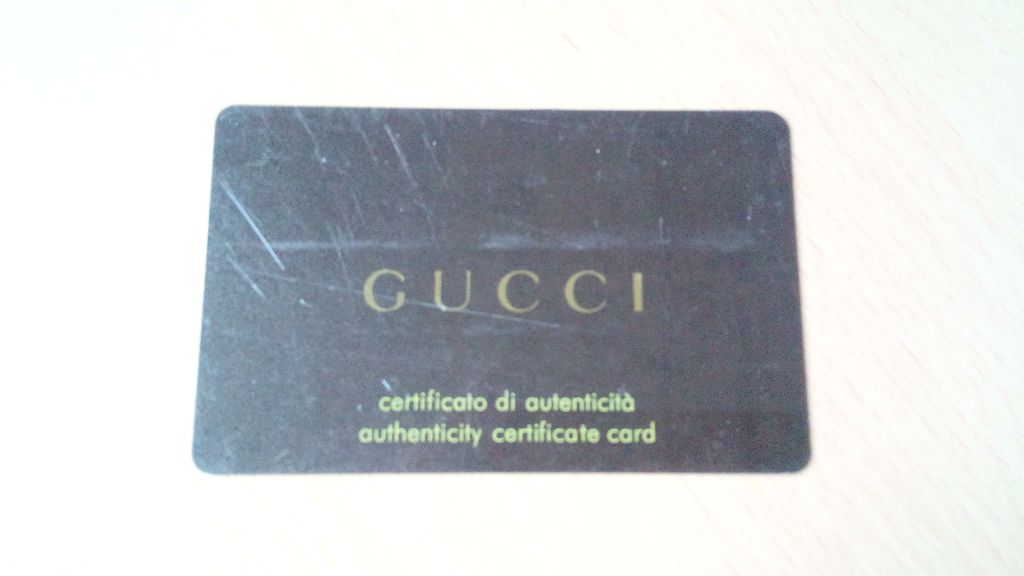 GUCCI
certificato di autenticità
authenticity certificate card